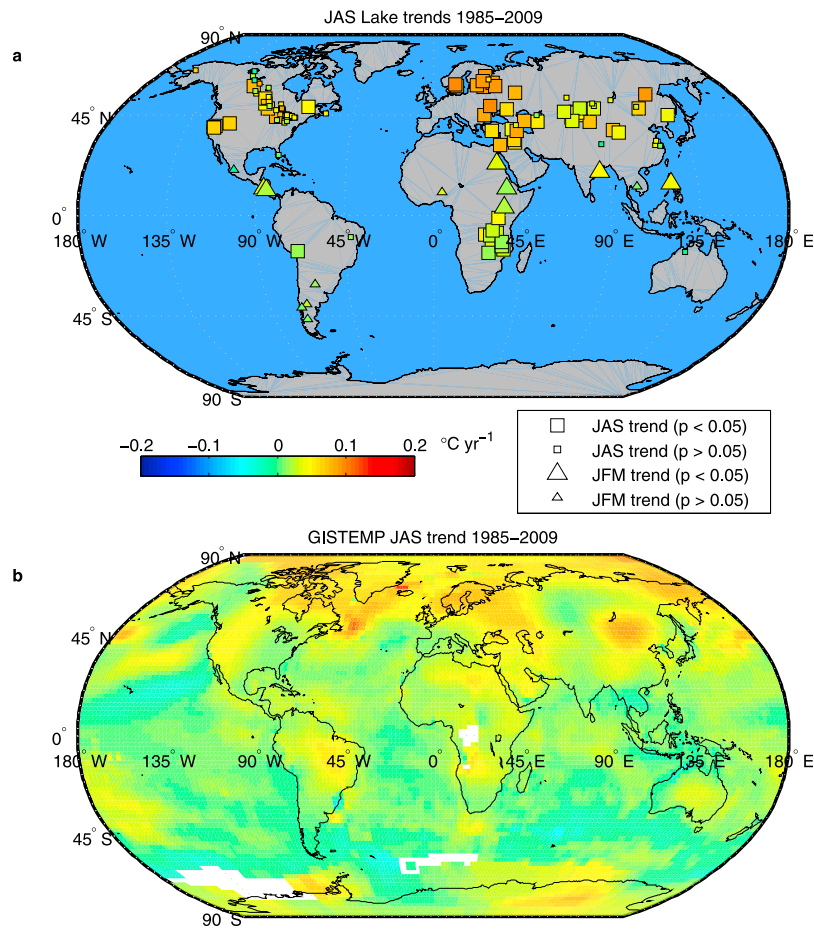 JAS Lake trends 1985−2009
a
90° N
45° N
0°
180° W 135° W 90° W 45° W 0° 45° E 90° E 135° E 180° E
45° S
90° S
−0.2 −0.1 0 0.1 0.2 °C yr⁻¹
JAS trend (p < 0.05)
JAS trend (p > 0.05)
JFM trend (p < 0.05)
JFM trend (p > 0.05)
GISTEMP JAS trend 1985−2009
b
90° N
45° N
0°
180° W 135° W 90° W 45° W 0° 45° E 90° E 135° E 180° E
45° S
90° S